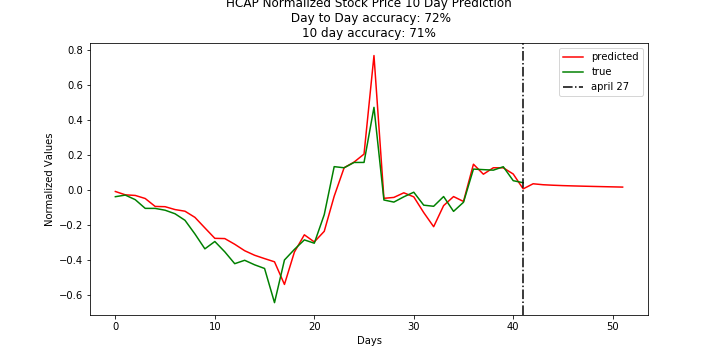 HCAP Normalized Stock Price 10 Day Prediction
Day to Day accuracy: 72%
10 day accuracy: 71%
predicted
true
april 27
Normalized Values
0.8
0.6
0.4
0.2
0.0
−0.2
−0.4
−0.6
0
10
20
30
40
50
Days